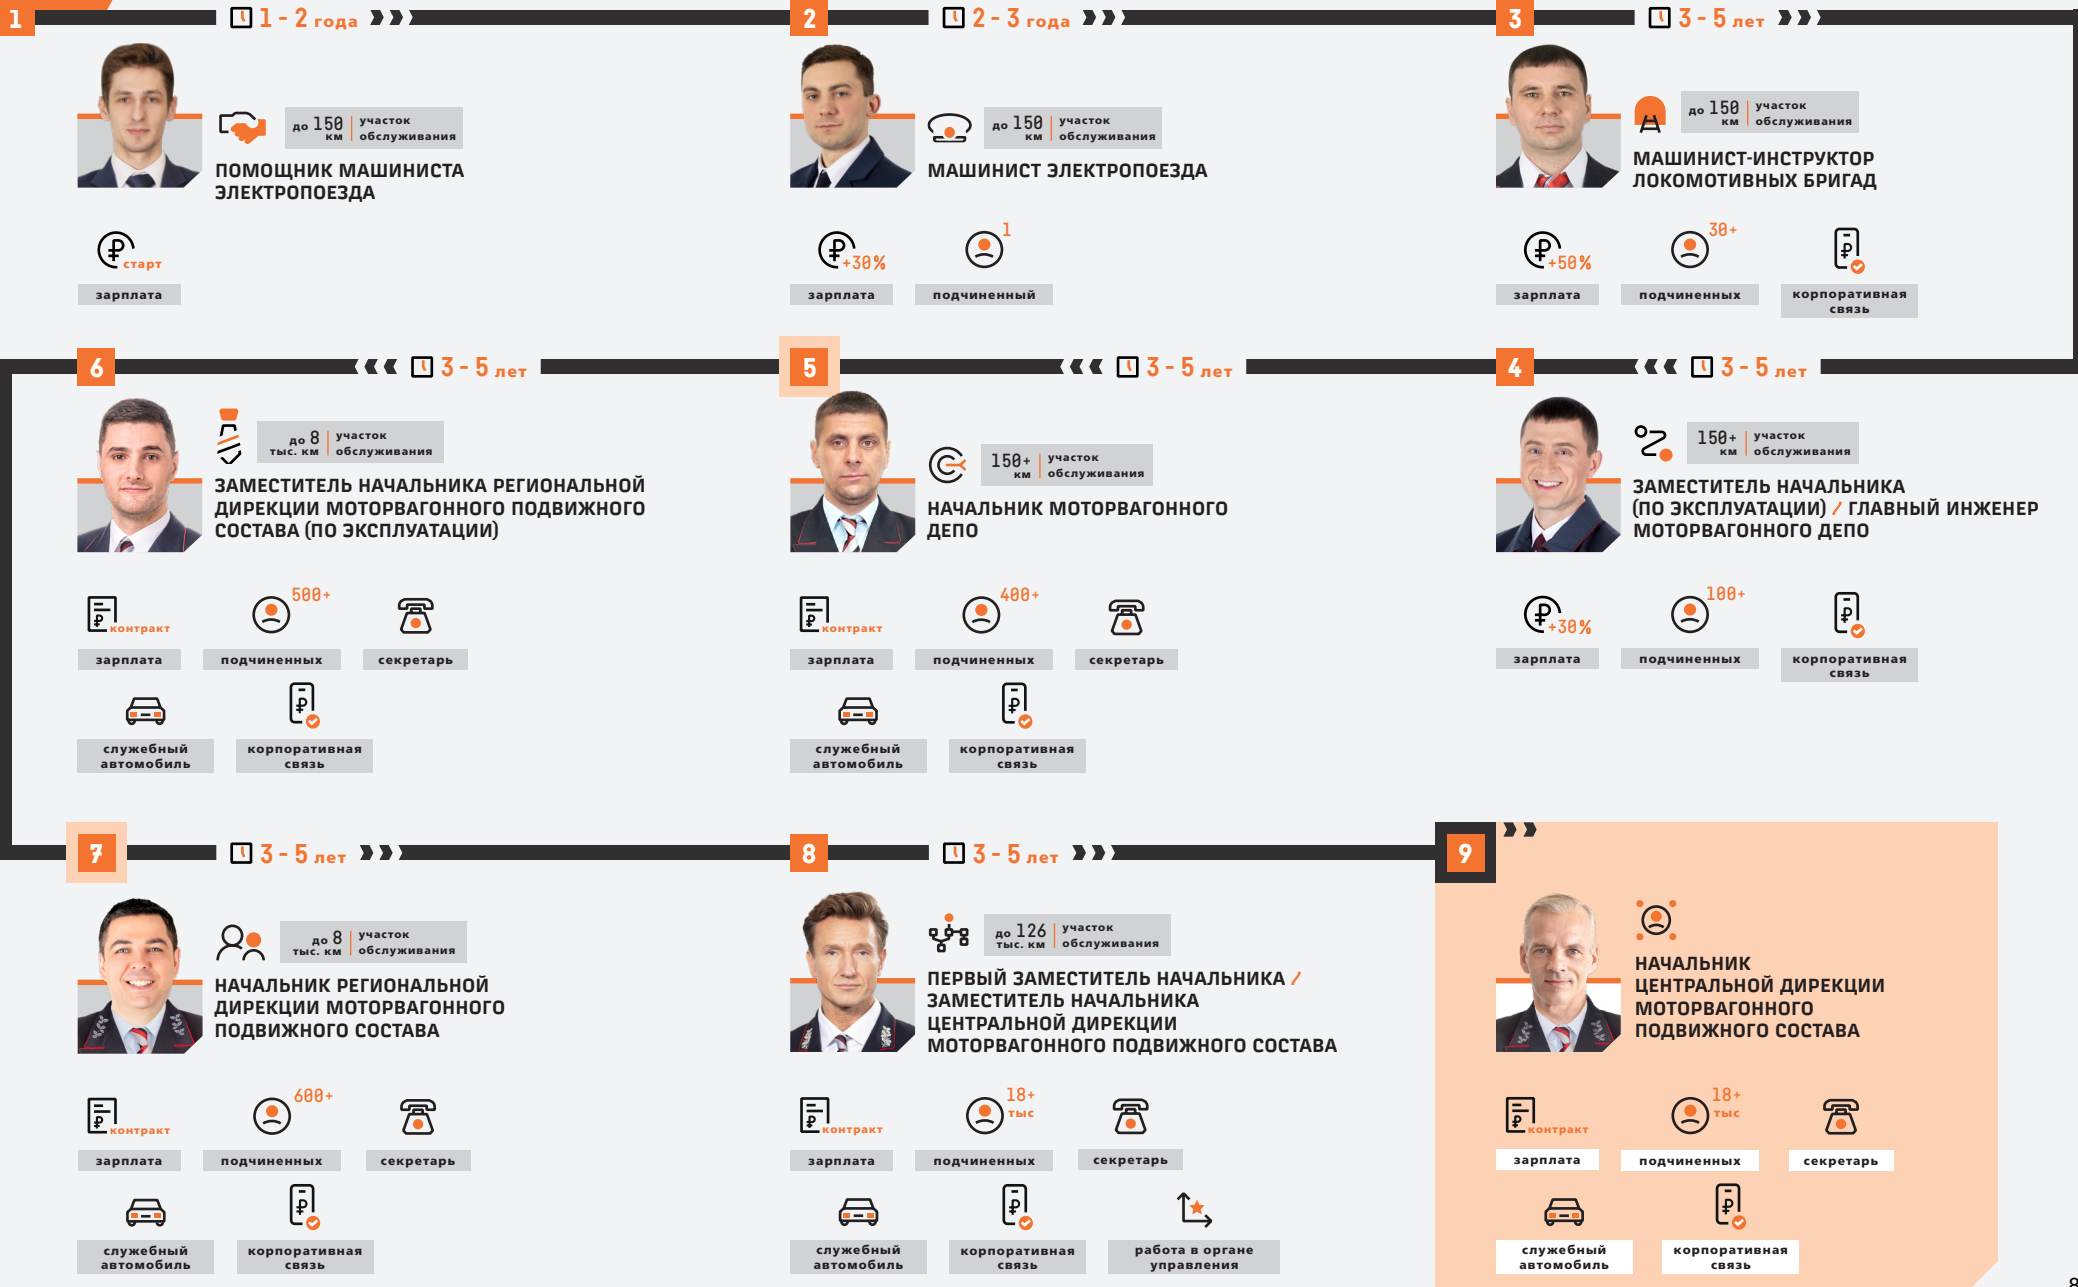 1
1 - 2 года
до 150 км
участок обслуживания
ПОМОЩНИК МАШИНИСТА
ЭЛЕКТРОПОЕЗДА
старт
зарплата
2
2 - 3 года
до 150 км
участок обслуживания
МАШИНИСТ ЭЛЕКТРОПОЕЗДА
+30%
зарплата
1
подчиненный
3
3 - 5 лет
до 150 км
участок обслуживания
МАШИНИСТ-ИНСТРУКТОР
ЛОКОМОТИВНЫХ БРИГАД
+50%
зарплата
30+
подчиненных
корпоративная
связь
4
3 - 5 лет
150+ км
участок обслуживания
ЗАМЕСТИТЕЛЬ НАЧАЛЬНИКА
(ПО ЭКСПЛУАТАЦИИ) / ГЛАВНЫЙ ИНЖЕНЕР
МОТОРВАГОННОГО ДЕПО
+30%
зарплата
100+
подчиненных
корпоративная
связь
5
3 - 5 лет
150+ км
участок обслуживания
НАЧАЛЬНИК МОТОРВАГОННОГО
ДЕПО
контракт
зарплата
400+
подчиненных
секретарь
служебный
автомобиль
корпоративная
связь
6
3 - 5 лет
до 8 тыс. км
участок обслуживания
ЗАМЕСТИТЕЛЬ НАЧАЛЬНИКА РЕГИОНАЛЬНОЙ
ДИРЕКЦИИ МОТОРВАГОННОГО ПОДВИЖНОГО
СОСТАВА (ПО ЭКСПЛУАТАЦИИ)
контракт
зарплата
500+
подчиненных
секретарь
служебный
автомобиль
корпоративная
связь
7
3 - 5 лет
до 8 тыс. км
участок обслуживания
НАЧАЛЬНИК РЕГИОНАЛЬНОЙ
ДИРЕКЦИИ МОТОРВАГОННОГО
ПОДВИЖНОГО СОСТАВА
контракт
зарплата
600+
подчиненных
секретарь
служебный
автомобиль
корпоративная
связь
8
3 - 5 лет
до 126 тыс. км
участок обслуживания
ПЕРВЫЙ ЗАМЕСТИТЕЛЬ НАЧАЛЬНИКА /
ЗАМЕСТИТЕЛЬ НАЧАЛЬНИКА
ЦЕНТРАЛЬНОЙ ДИРЕКЦИИ
МОТОРВАГОННОГО ПОДВИЖНОГО СОСТАВА
контракт
зарплата
18+ тыс
подчиненных
секретарь
служебный
автомобиль
корпоративная
связь
работа в органе
управления
9
НАЧАЛЬНИК
ЦЕНТРАЛЬНОЙ ДИРЕКЦИИ
МОТОРВАГОННОГО
ПОДВИЖНОГО СОСТАВА
контракт
зарплата
18+ тыс
подчиненных
секретарь
служебный
автомобиль
корпоративная
связь